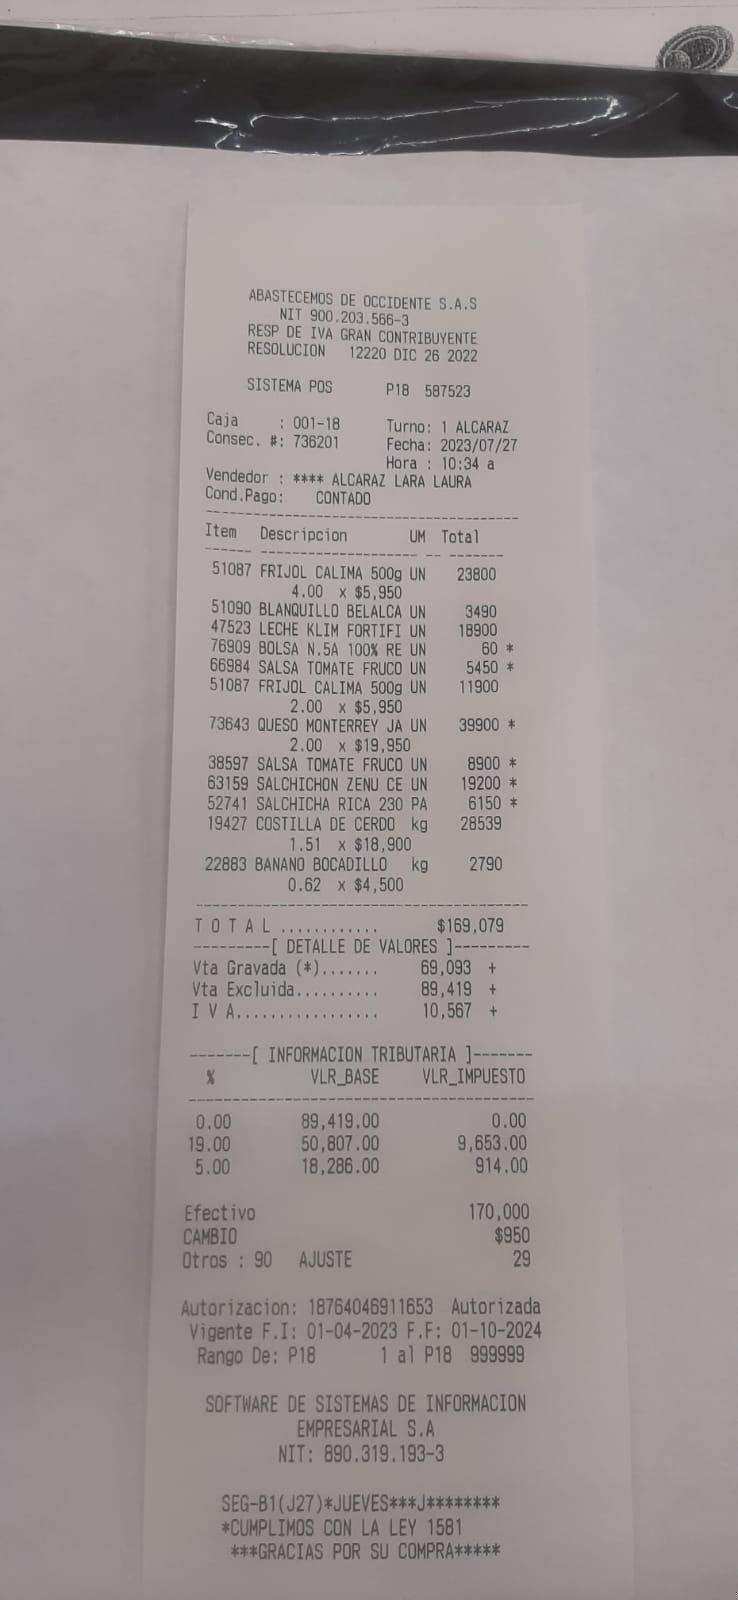 ABASTECEMOS DE OCCIDENTE S.A.S
NIT 900.203.566-3
RESP DE IVA GRAN CONTRIBUYENTE
RESOLUCION 12220 DIC 26 2022
SISTEMA POS P18 587523
Caja : 001-18 Turno: 1 ALCARAZ
Consec. #: 736201 Fecha: 2023/07/27
Hora : 10:34 a
Vendedor : **** ALCARAZ LARA LAURA
Cond.Pago: CONTADO
Item Descripcion UM Total
51087 FRIJOL CALIMA 500g UN 23800
4.00 x $5,950
51090 BLANQUILLO BELALCA UN 3490
47523 LECHE KLIM FORTIFI UN 18900
76909 BOLSA N.5A 100% RE UN 60 *
66984 SALSA TOMATE FRUCO UN 5450 *
51087 FRIJOL CALIMA 500g UN 11900
2.00 x $5,950
73643 QUESO MONTERREY JA UN 39900 *
2.00 x $19,950
38597 SALSA TOMATE FRUCO UN 8900 *
63159 SALCHICHON ZENU CE UN 19200 *
52741 SALCHICHA RICA 230 PA 6150 *
19427 COSTILLA DE CERDO kg 28539
1.51 x $18,900
22883 BANANO BOCADILLO kg 2790
0.62 x $4,500
T O T A L ............ $169,079
---------[ DETALLE DE VALORES ]---------
Vta Gravada (*)....... 69,093 +
Vta Excluida.......... 89,419 +
I V A................. 10,567 +
-------[ INFORMACION TRIBUTARIA ]-------
% VLR_BASE VLR_IMPUESTO
0.00 89,419.00 0.00
19.00 50,807.00 9,653.00
5.00 18,286.00 914.00
Efectivo 170,000
CAMBIO $950
Otros : 90 AJUSTE 29
Autorizacion: 18764046911653 Autorizada
Vigente F.I: 01-04-2023 F.F: 01-10-2024
Rango De: P18 1 al P18 999999
SOFTWARE DE SISTEMAS DE INFORMACION
EMPRESARIAL S.A
NIT: 890.319.193-3
SEG-B1(J27)*JUEVES***J********
*CUMPLIMOS CON LA LEY 1581
***GRACIAS POR SU COMPRA*****